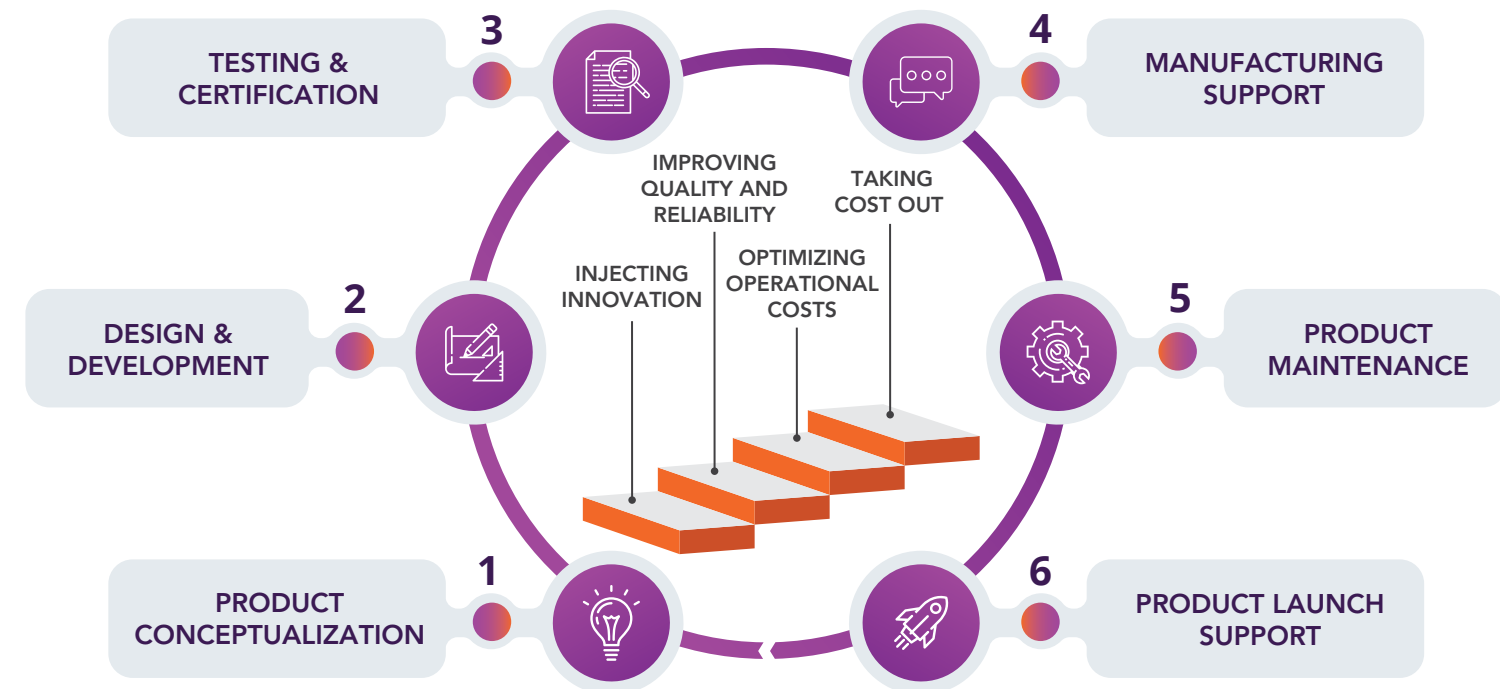 3
TESTING &
CERTIFICATION
4
MANUFACTURING
SUPPORT
IMPROVING
QUALITY AND
RELIABILITY
TAKING
COST OUT
INJECTING
INNOVATION
OPTIMIZING
OPERATIONAL
COSTS
2
DESIGN &
DEVELOPMENT
5
PRODUCT
MAINTENANCE
1
PRODUCT
CONCEPTUALIZATION
6
PRODUCT LAUNCH
SUPPORT